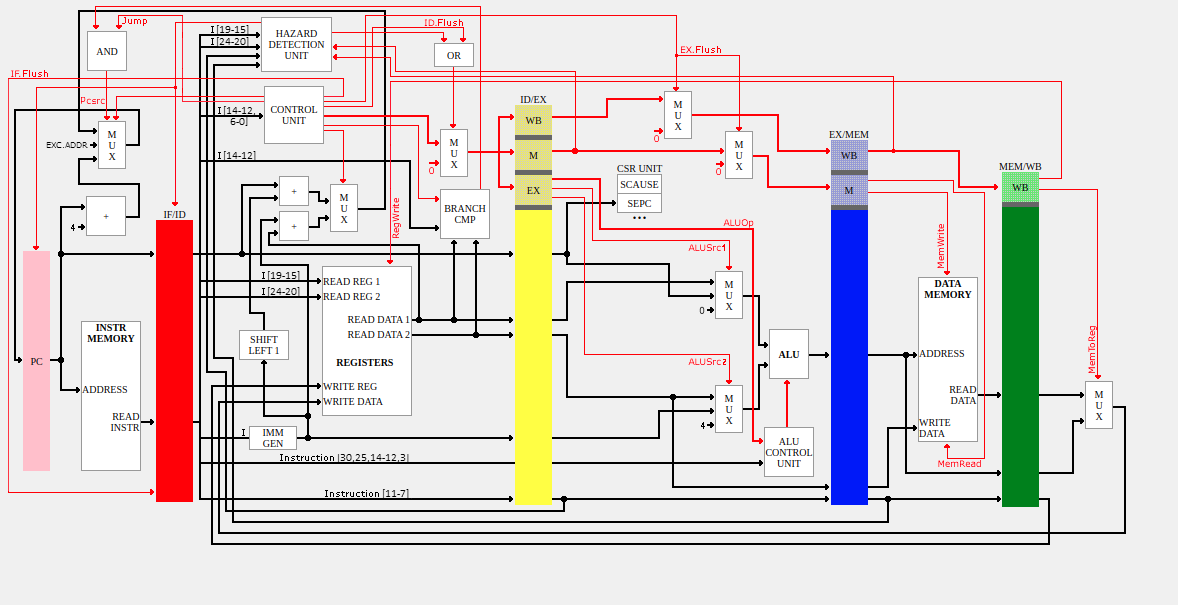 Jump
I [19-15]
I [24-20]
HAZARD
DETECTION
UNIT
ID.Flush
AND
OR
EX.Flush
IF.Flush
Pcsrc
I [14-12,
6-0]
CONTROL
UNIT
ID/EX
WB
M
U
X
EX.ADDR
M
U
X
0
M
U
X
M
EX
0
M
U
X
0
EX/MEM
WB
M
MEM/WB
WB
I [14-12]
CSR UNIT
SCAUSE
SEPC
•••
+
+
M
U
X
BRANCH
CMP
RegWrite
+
4
IF/ID
ALUOp
ALUSrc1
MemWrite
I [19-15]
I [24-20]
READ REG 1
READ REG 2
READ DATA 1
READ DATA 2
REGISTERS
WRITE REG
WRITE DATA
M
U
X
0
DATA
MEMORY
ADDRESS
READ
DATA
WRITE
DATA
INSTR
MEMORY
ADDRESS
READ
INSTR
PC
SHIFT
LEFT 1
ALU
ALUSrc2
MemToReg
M
U
X
4
M
U
X
I
IMM
GEN
ALU
CONTROL
UNIT
MemRead
Instruction [30,25,14-12,3]
Instruction [11-7]